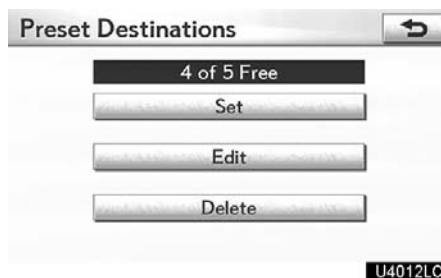 Preset Destinations
4 of 5 Free
Set
Edit
Delete
U4012LC